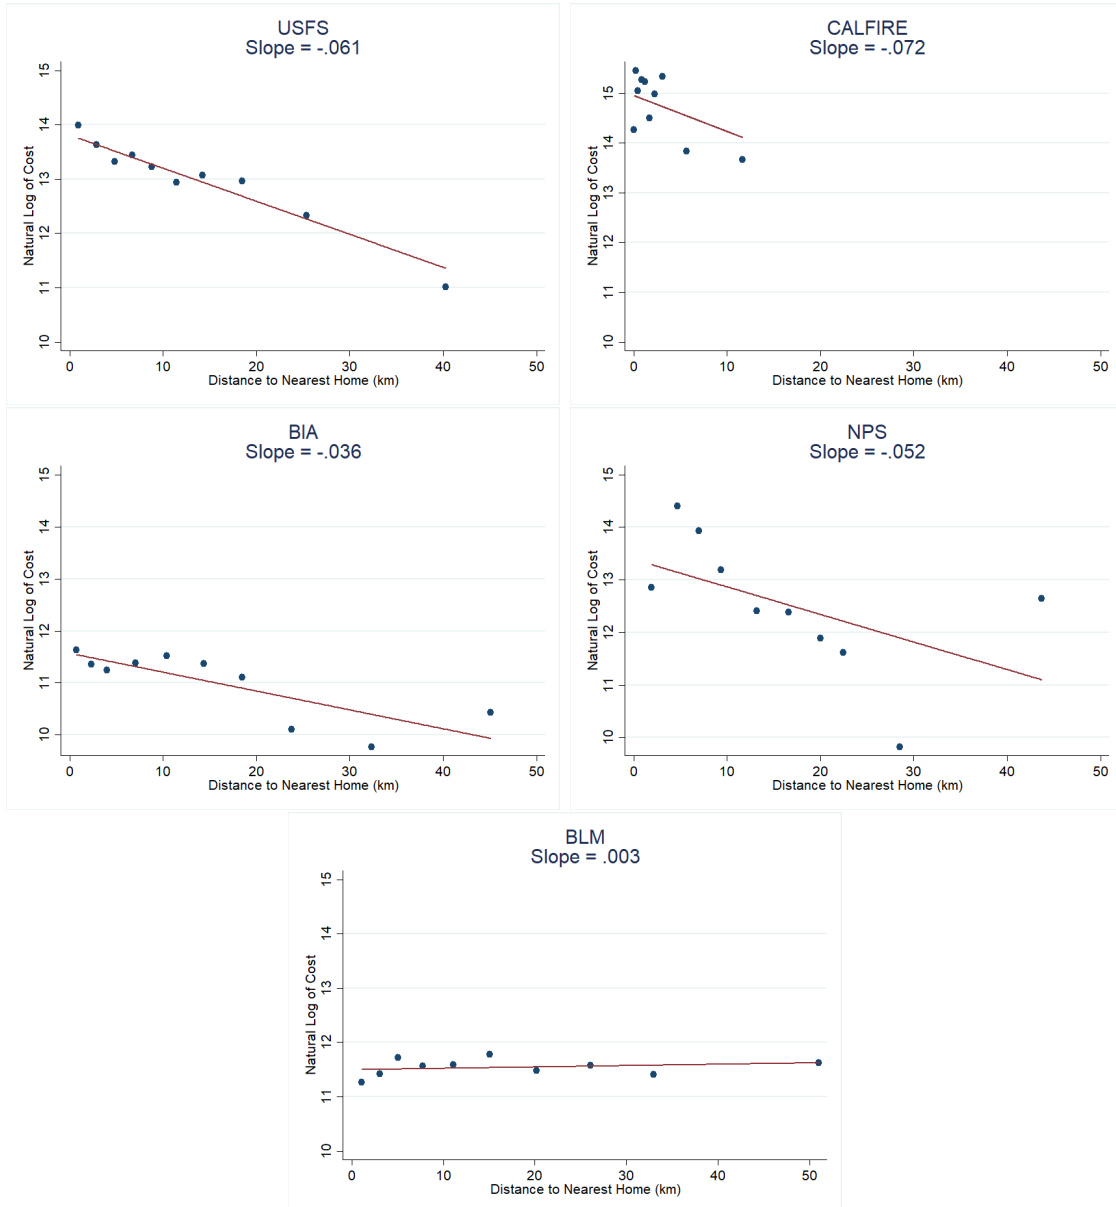 USFS
Slope = -.061
Natural Log of Cost
15
14
13
12
11
10
0 10 20 30 40 50
Distance to Nearest Home (km)
CALFIRE
Slope = -.072
Natural Log of Cost
15
14
13
12
11
10
0 10 20 30 40 50
Distance to Nearest Home (km)
BIA
Slope = -.036
Natural Log of Cost
15
14
13
12
11
10
0 10 20 30 40 50
Distance to Nearest Home (km)
NPS
Slope = -.052
Natural Log of Cost
15
14
13
12
11
10
0 10 20 30 40 50
Distance to Nearest Home (km)
BLM
Slope = .003
Natural Log of Cost
15
14
13
12
11
10
0 10 20 30 40 50
Distance to Nearest Home (km)